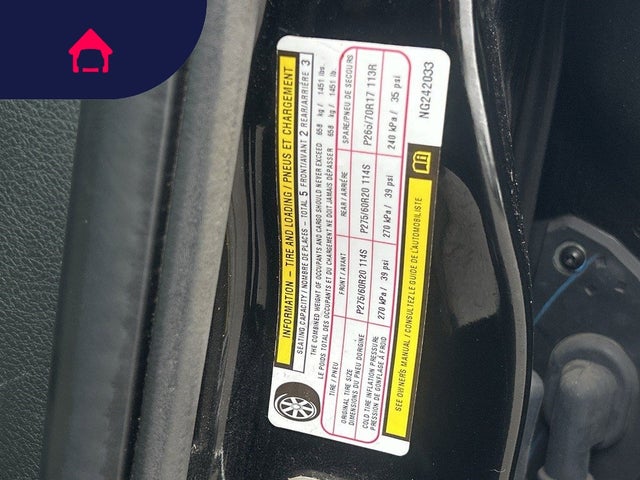 INFORMATION – TIRE AND LOADING / PNEUS ET CHARGEMENT
SEATING CAPACITY / NOMBRE DE PLACES – TOTAL 5 FRONT/AVANT 2 REAR/ARRIÈRE 3
THE COMBINED WEIGHT OF OCCUPANTS AND CARGO SHOULD NEVER EXCEED 658 kg / 1451 lbs.
LE POIDS TOTAL DES OCCUPANTS ET DU CHARGEMENT NE DOIT JAMAIS DÉPASSER 658 kg / 1451 lb.
TIRE / PNEU FRONT / AVANT REAR / ARRIÈRE SPARE/PNEU DE SECOURS
ORIGINAL TIRE SIZE
DIMENSIONS DU PNEU DORIGINE
P275/60R20 114S P275/60R20 114S P265/70R17 113R
COLD TIRE INFLATION PRESSURE
PRESSION DE GONFLAGE À FROID
270 kPa / 39 psi 270 kPa / 39 psi 240 kPa / 35 psi
SEE OWNERS MANUAL / CONSULTEZ LE GUIDE DE L'AUTOMOBILISTE
NG242033